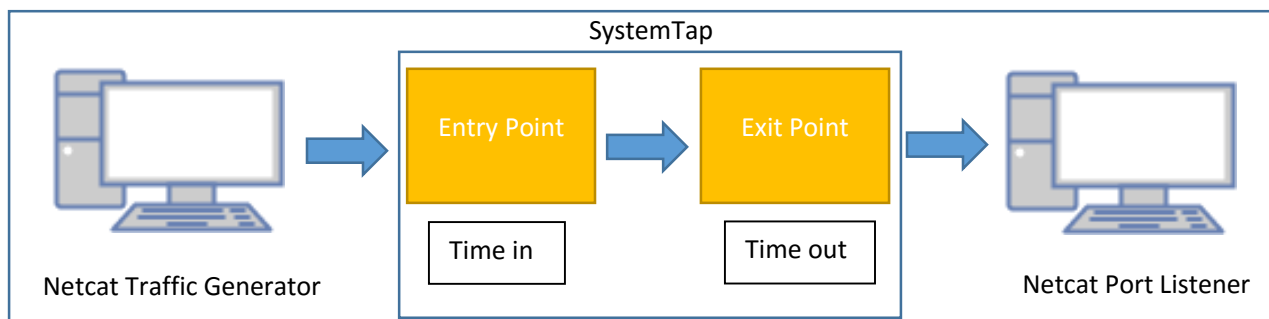 SystemTap
Entry Point
Exit Point
Time in
Time out
Netcat Traffic Generator
Netcat Port Listener